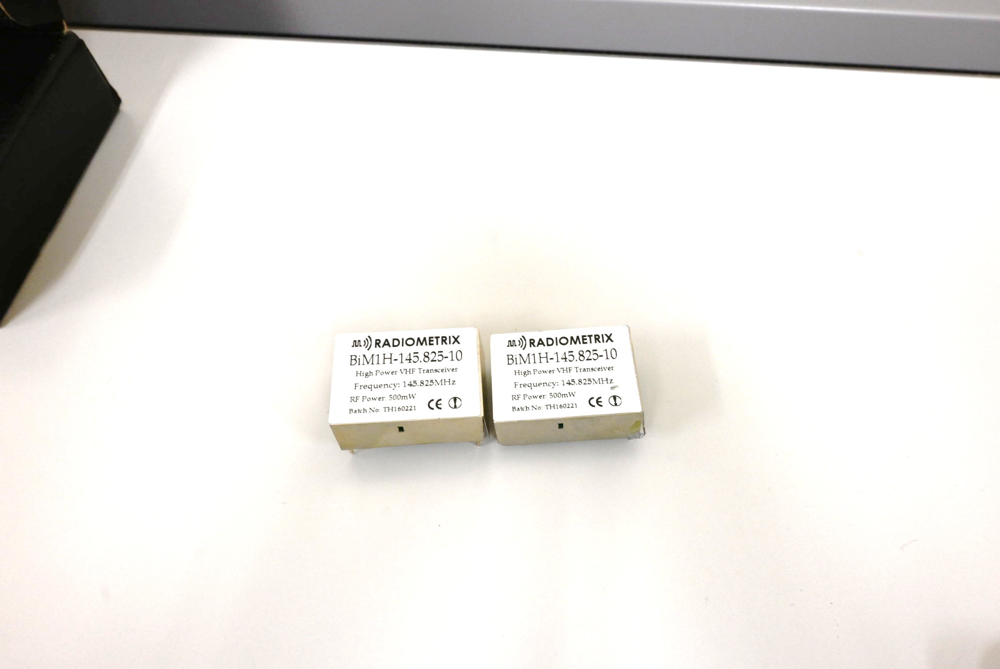 RADIOMETRIX
BiM1H-145.825-10
High Power VHF Transceiver
Frequency: 145.825MHz
RF Power: 500mW
Batch No: TH160221
CE
RADIOMETRIX
BiM1H-145.825-10
High Power VHF Transceiver
Frequency: 145.825MHz
RF Power: 500mW
Batch No: TH160221
CE